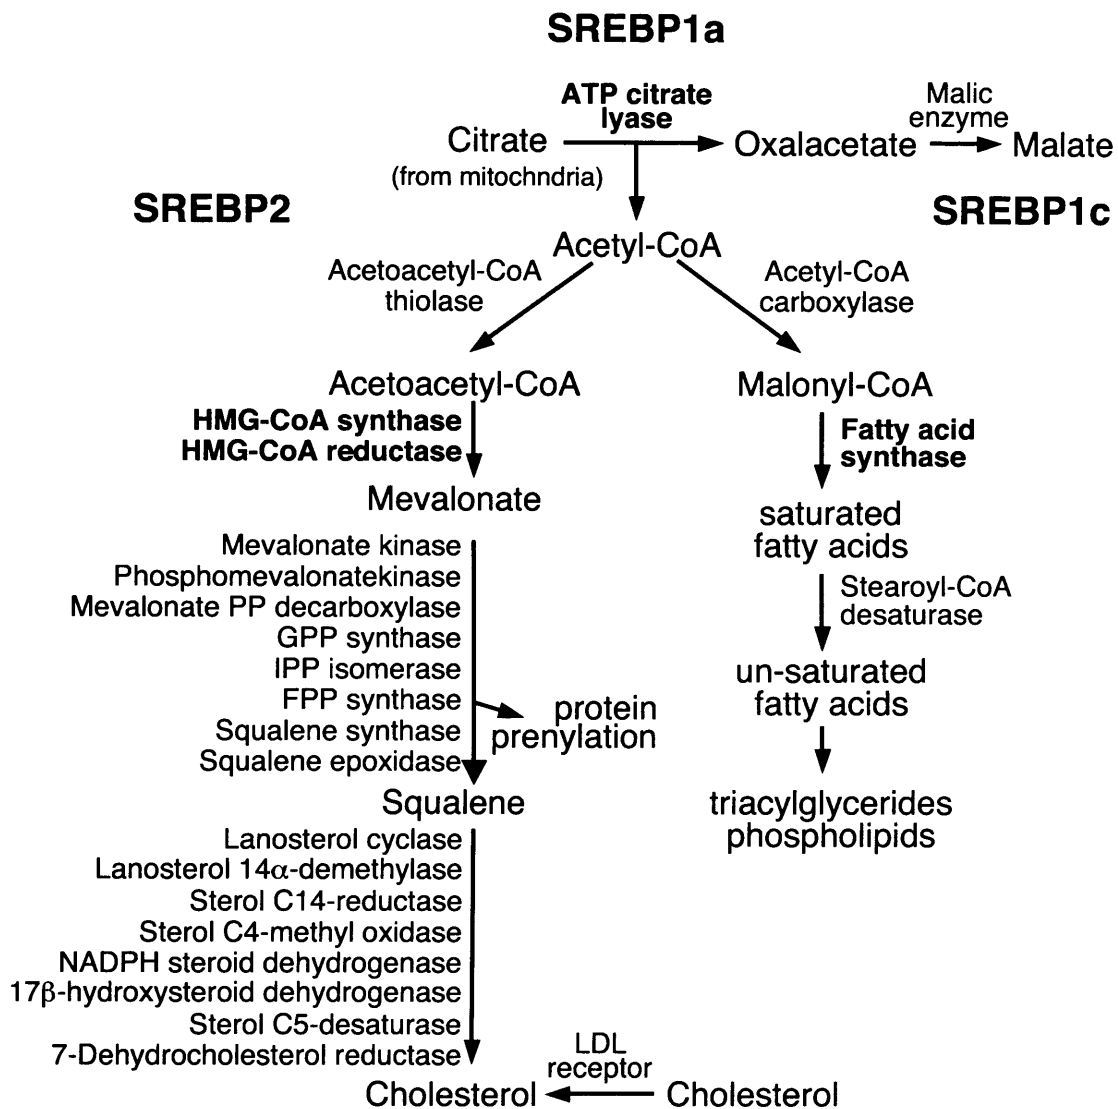 SREBP1a
ATP citrate
lyase
Malic
enzyme
Citrate
Oxalacetate
Malate
(from mitochndria)
SREBP2
SREBP1c
Acetyl-CoA
Acetoacetyl-CoA
thiolase
Acetyl-CoA
carboxylase
Acetoacetyl-CoA
Malonyl-CoA
HMG-CoA synthase
HMG-CoA reductase
Fatty acid
synthase
Mevalonate
saturated
fatty acids
Mevalonate kinase
Phosphomevalonatekinase
Mevalonate PP decarboxylase
GPP synthase
IPP isomerase
FPP synthase
Squalene synthase
Squalene epoxidase
Stearoyl-CoA
desaturase
un-saturated
fatty acids
protein
prenylation
Squalene
triacylglycerides
phospholipids
Lanosterol cyclase
Lanosterol 14α-demethylase
Sterol C14-reductase
Sterol C4-methyl oxidase
NADPH steroid dehydrogenase
17β-hydroxysteroid dehydrogenase
Sterol C5-desaturase
7-Dehydrocholesterol reductase
LDL
receptor
Cholesterol
Cholesterol